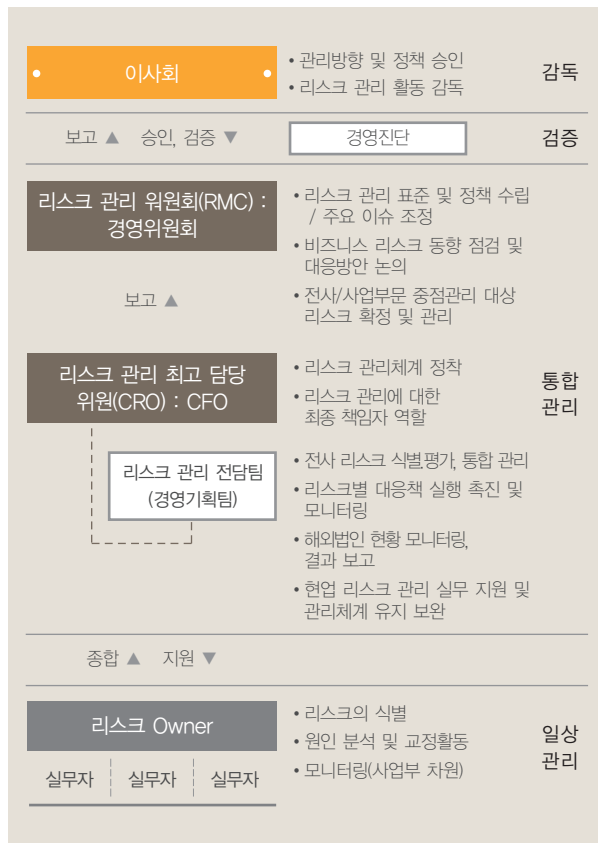 이사회
• 관리방향 및 정책 승인
• 리스크 관리 활동 감독
감독
보고 ▲ 승인, 검증 ▼
경영진단
검증
리스크 관리 위원회(RMC) :
경영위원회
• 리스크 관리 표준 및 정책 수립
/ 주요 이슈 조정
• 비즈니스 리스크 동향 점검 및
대응방안 논의
• 전사/사업부문 중점관리 대상
리스크 확정 및 관리
보고 ▲
리스크 관리 최고 담당
위원(CRO) : CFO
• 리스크 관리체계 정착
• 리스크 관리에 대한
최종 책임자 역할
통합
관리
리스크 관리 전담팀
(경영기획팀)
• 전사 리스크 식별,평가, 통합 관리
• 리스크별 대응책 실행 촉진 및
모니터링
• 해외법인 현황 모니터링,
결과 보고
• 현업 리스크 관리 실무 지원 및
관리체계 유지 보완
종합 ▲ 지원 ▼
리스크 Owner
• 리스크의 식별
• 원인 분석 및 교정활동
• 모니터링(사업부 차원)
일상
관리
실무자 실무자 실무자